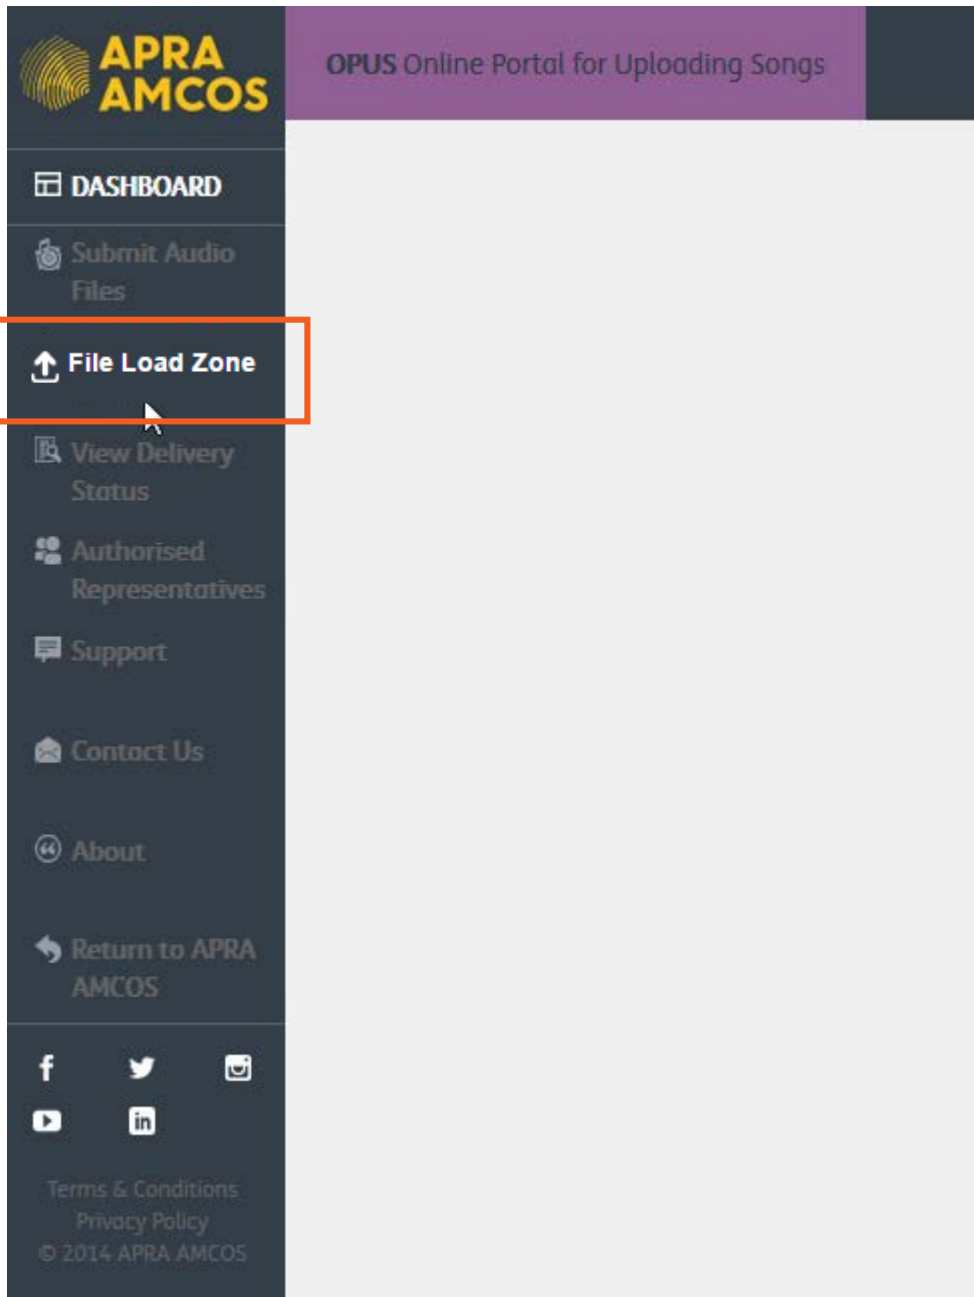 APRA
AMCOS
OPUS Online Portal for Uploading Songs
DASHBOARD
Submit Audio
Files
File Load Zone
View Delivery
Status
Authorised
Representatives
Support
Contact Us
About
Return to APRA
AMCOS
Terms & Conditions
Privacy Policy
© 2014 APRA AMCOS